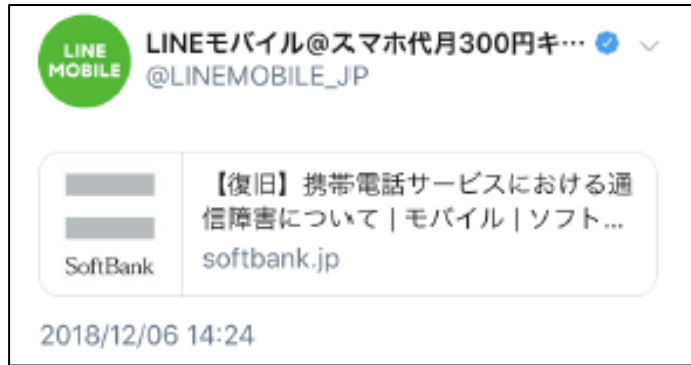 LINE
MOBILE
LINEモバイル@スマホ代月300円キ…
@LINEMOBILE_JP
【復旧】携帯電話サービスにおける通
信障害について | モバイル | ソフト...
softbank.jp
SoftBank
2018/12/06 14:24